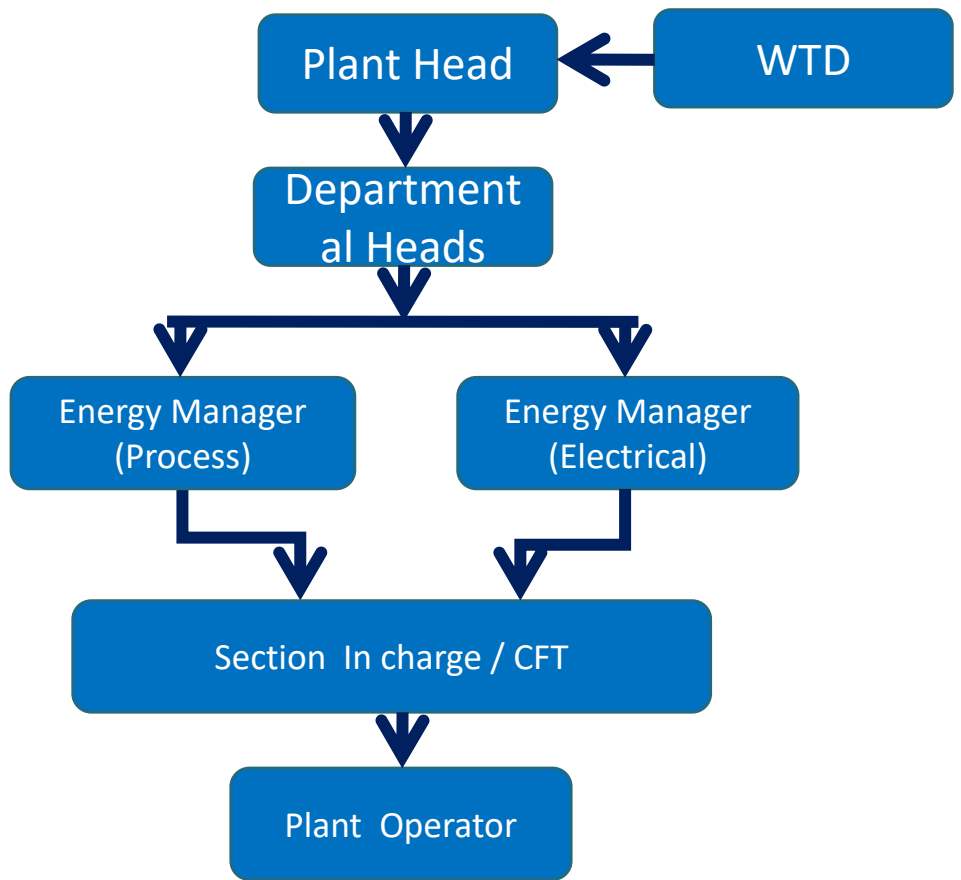 Plant Head
WTD
Department
al Heads
Energy Manager
(Process)
Energy Manager
(Electrical)
Section  In charge / CFT
Plant  Operator